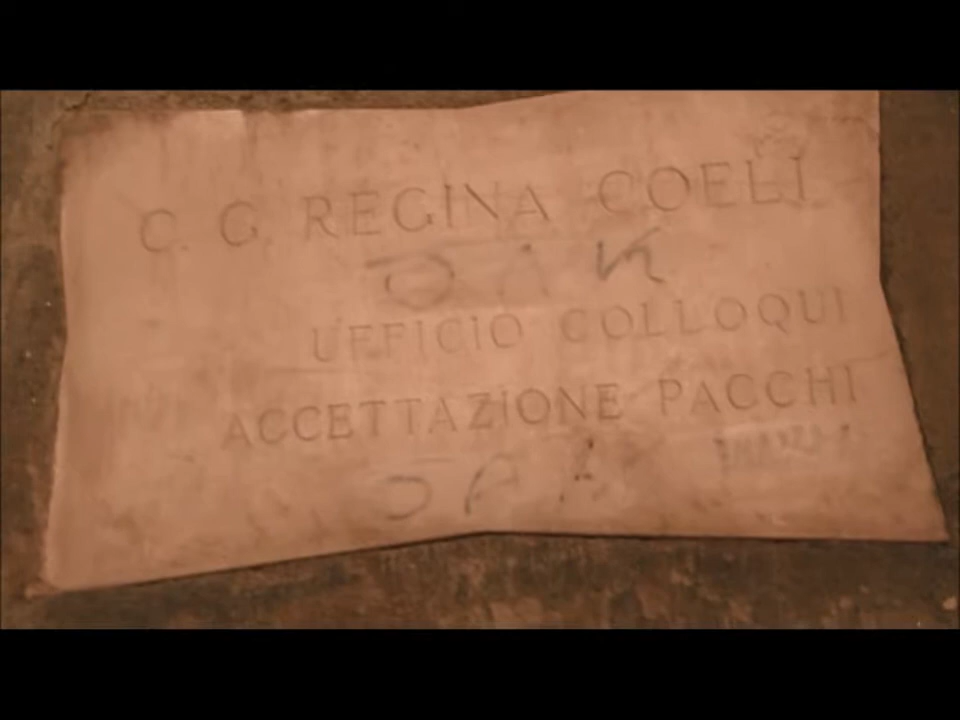 C. G. REGINA COELI
UFFICIO COLLOQUI
ACCETTAZIONE PACCHI